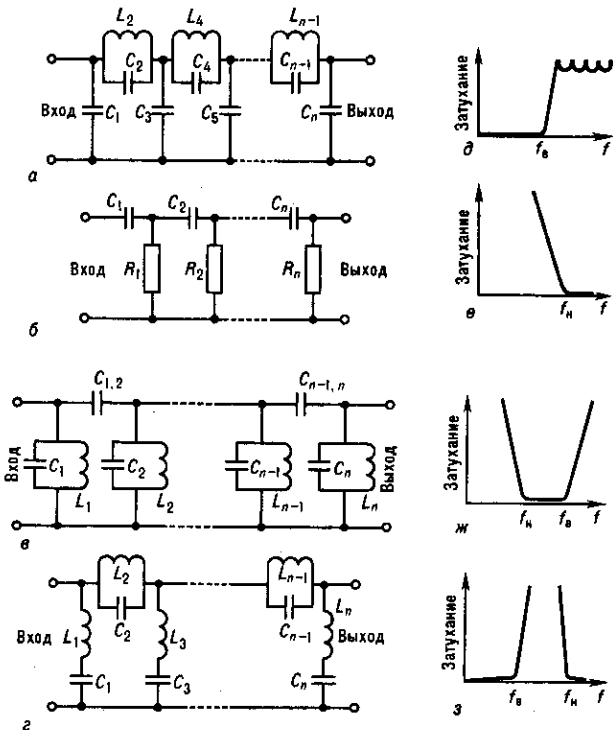 L₂ L₄ Lₙ₋₁
C₂ C₄ Cₙ₋₁
Вход C₁ C₃ C₅ Cₙ Выход
а
Затухание
д fв f
C₁ C₂ Cₙ
Вход R₁ R₂ Rₙ Выход
б
Затухание
е fн f
C₁,₂ Cₙ₋₁,ₙ
Вход C₁ C₂ Cₙ₋₁ Cₙ Выход
L₁ L₂ Lₙ₋₁ Lₙ
в
Затухание
ж fн fв f
L₂ Lₙ₋₁ Lₙ
Вход L₁ C₂ L₃ Cₙ₋₁ Выход
C₁ C₃ Cₙ
г
Затухание
з fв fн f